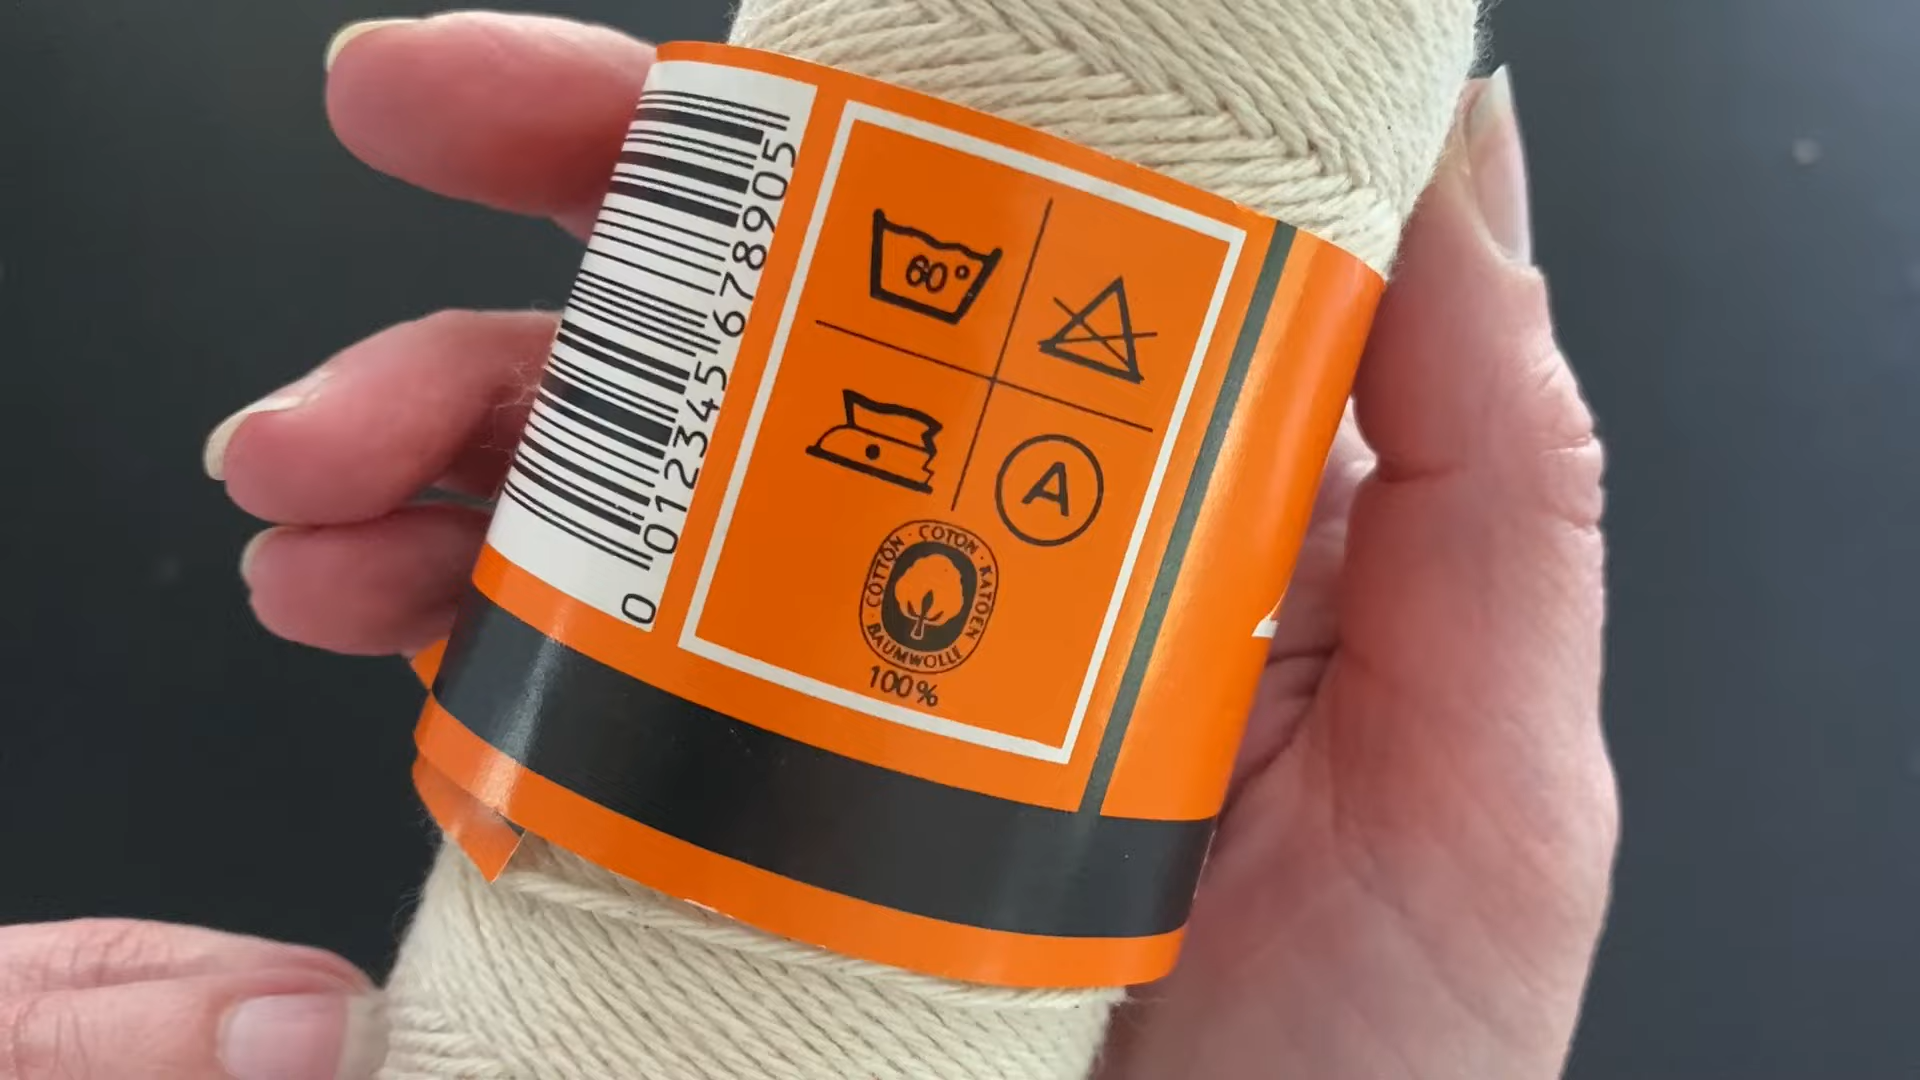 0 012345 678905
60°
A
COTTON · COTON · KATOEN · BAUMWOLLE ·
100%